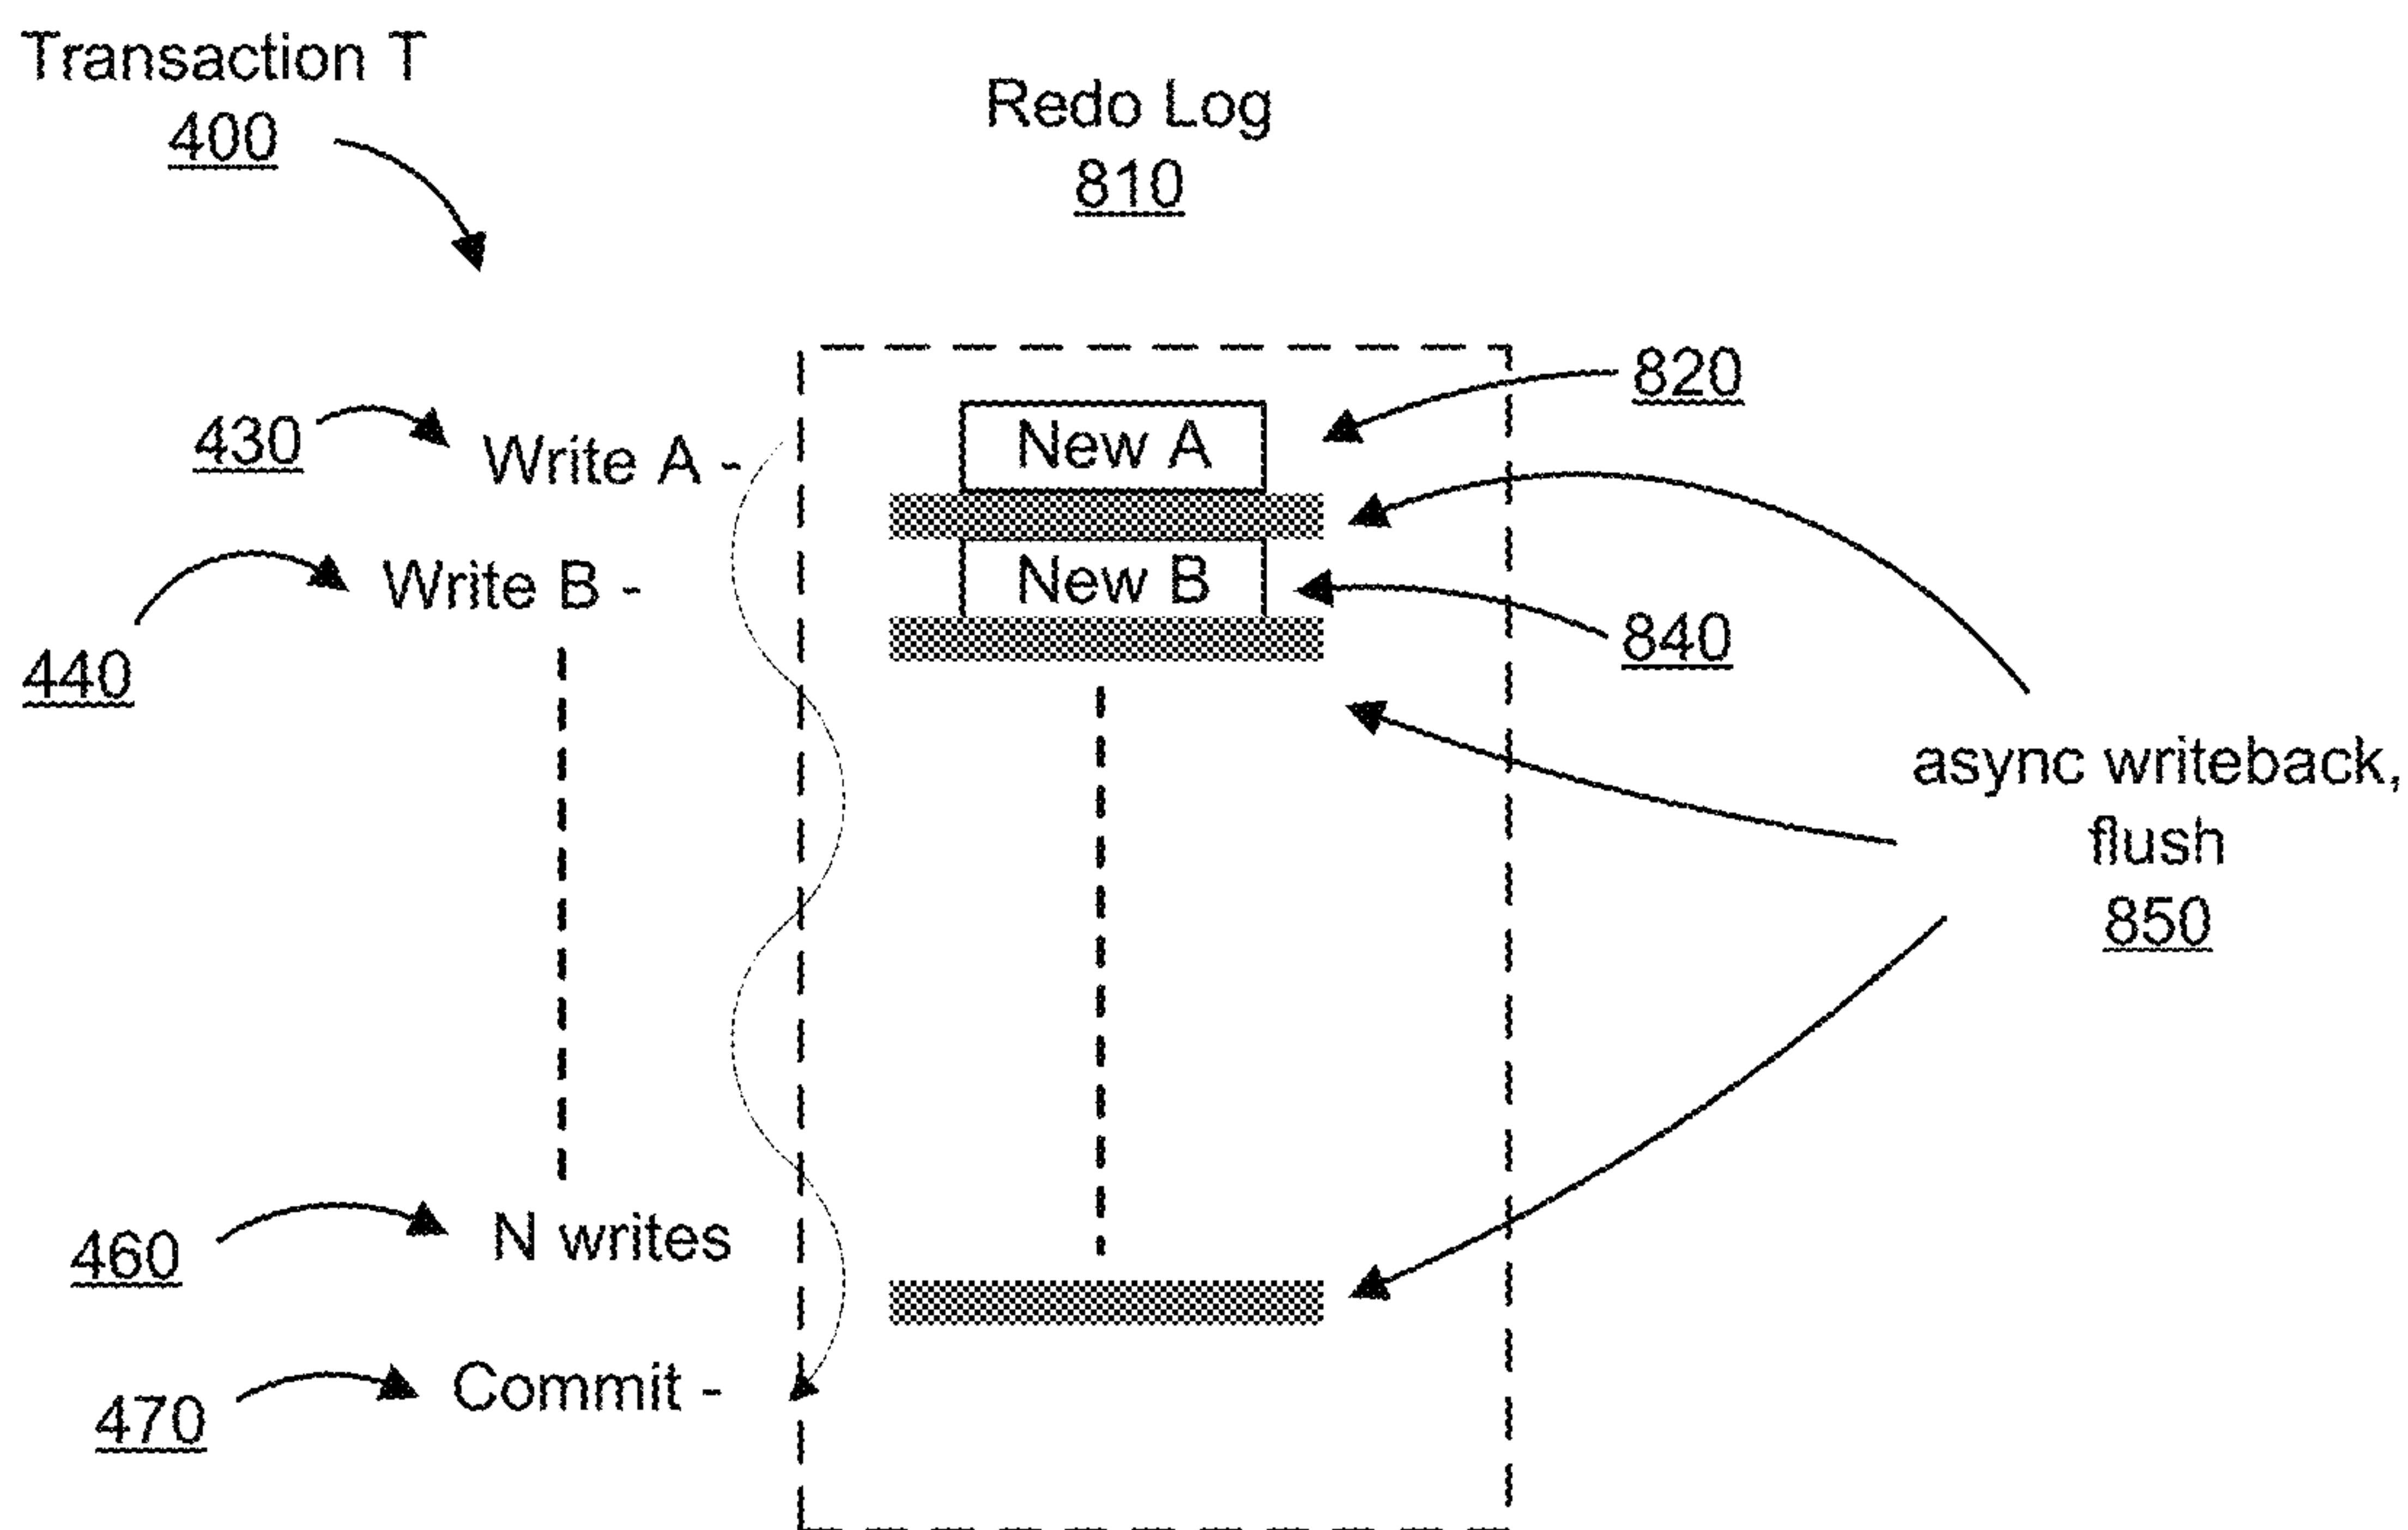 Transaction T
400
Redo Log
810
820
430
Write A -
New A
Write B -
New B
440
840
async writeback,
flush
850
460
N writes
470
Commit -